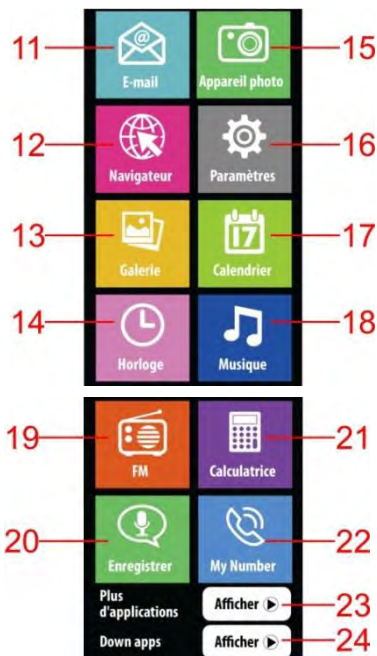 11
@
E-mail
15
Appareil photo
12
Navigateur
16
Paramètres
13
Galerie
17
17
Calendrier
14
Horloge
18
Musique
19
FM
21
Calculatrice
20
Enregistrer
22
My Number
Plus
d'applications
Afficher
23
Down apps
Afficher
24